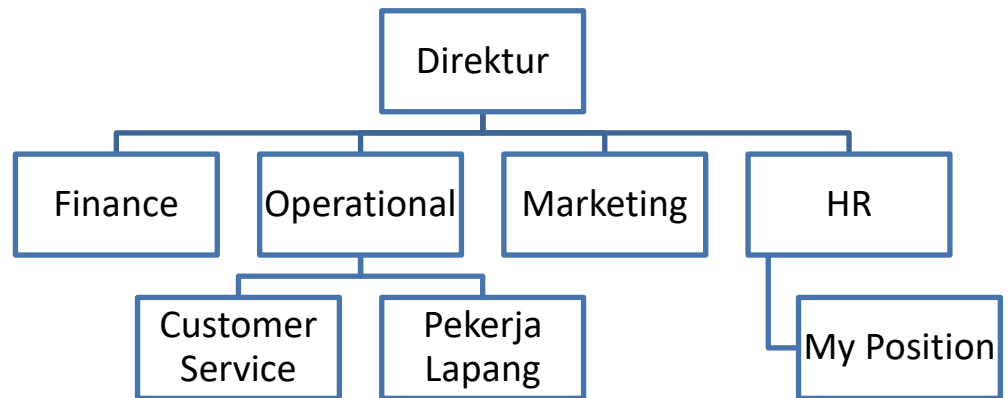 Direktur
Finance
Operational
Marketing
HR
Customer
Service
Pekerja
Lapang
My Position